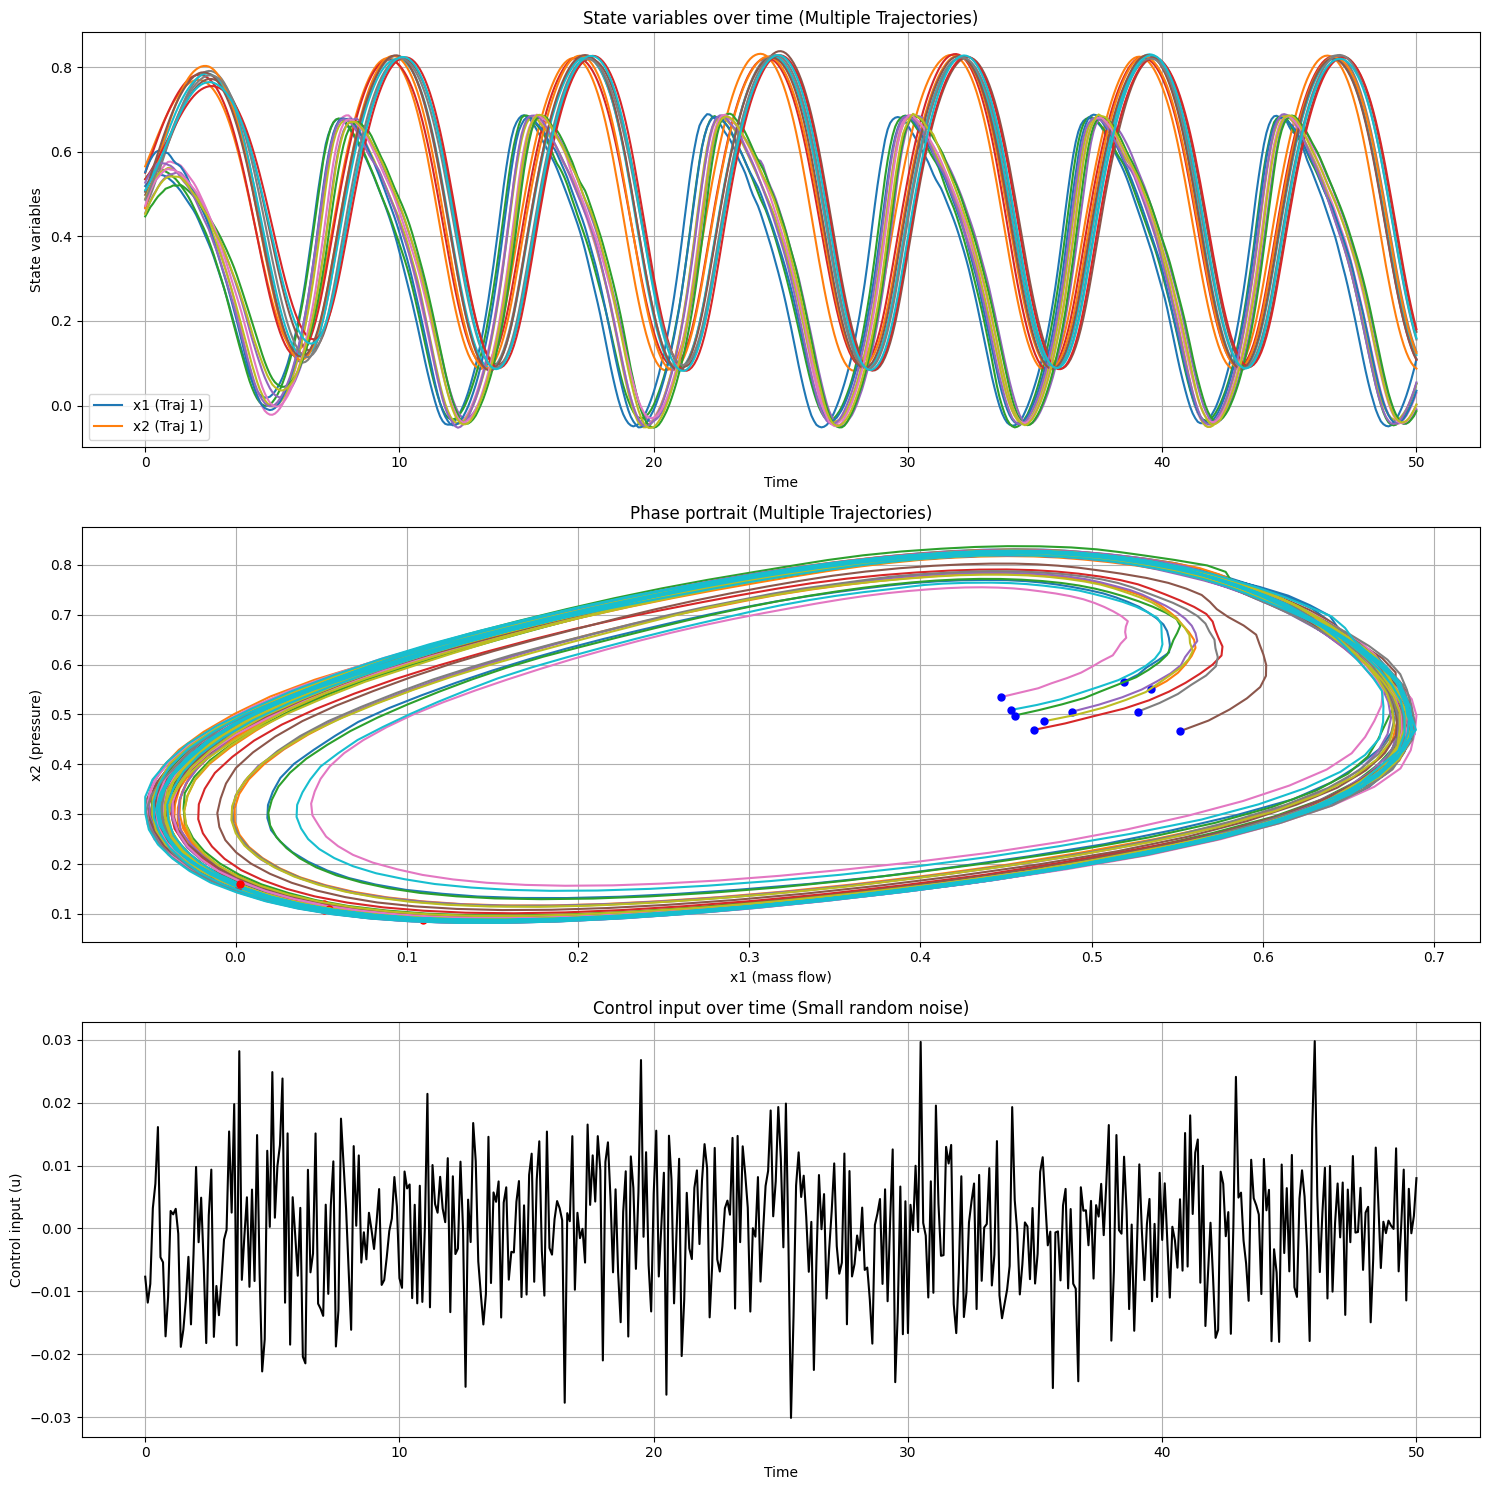 State variables over time (Multiple Trajectories)
State variables
0.8
0.6
0.4
0.2
0.0
x1 (Traj 1)
x2 (Traj 1)
0 10 20 30 40 50
Time
Phase portrait (Multiple Trajectories)
x2 (pressure)
0.8
0.7
0.6
0.5
0.4
0.3
0.2
0.1
0.0 0.1 0.2 0.3 0.4 0.5 0.6 0.7
x1 (mass flow)
Control input over time (Small random noise)
Control input (u)
0.03
0.02
0.01
0.00
−0.01
−0.02
−0.03
0 10 20 30 40 50
Time